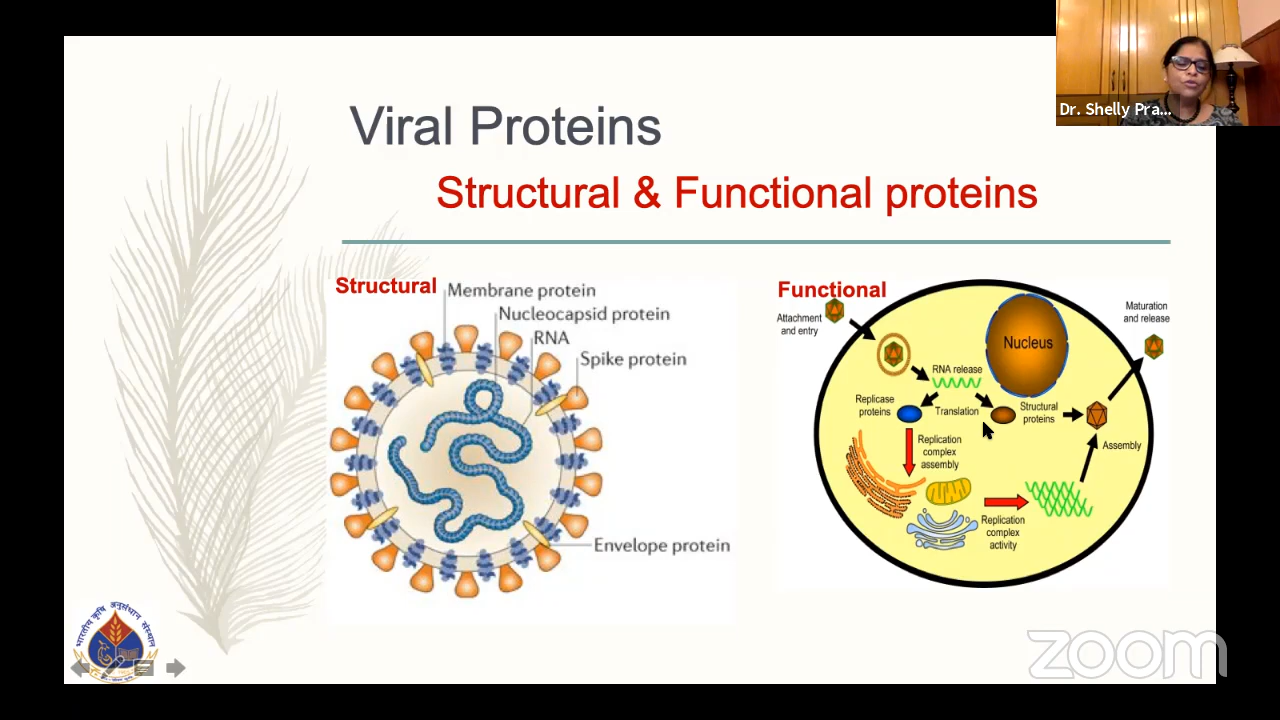 Dr. Shelly Pra...
Viral Proteins
Structural & Functional proteins
Structural
Membrane protein
Nucleocapsid protein
RNA
Spike protein
Envelope protein
Functional
Attachment
and entry
Maturation
and release
Nucleus
RNA release
Replicase
proteins
Translation
Structural
proteins
Replication
complex
assembly
Assembly
Replication
complex
activity
भारतीय कृषि अनुसंधान संस्थान
zoom